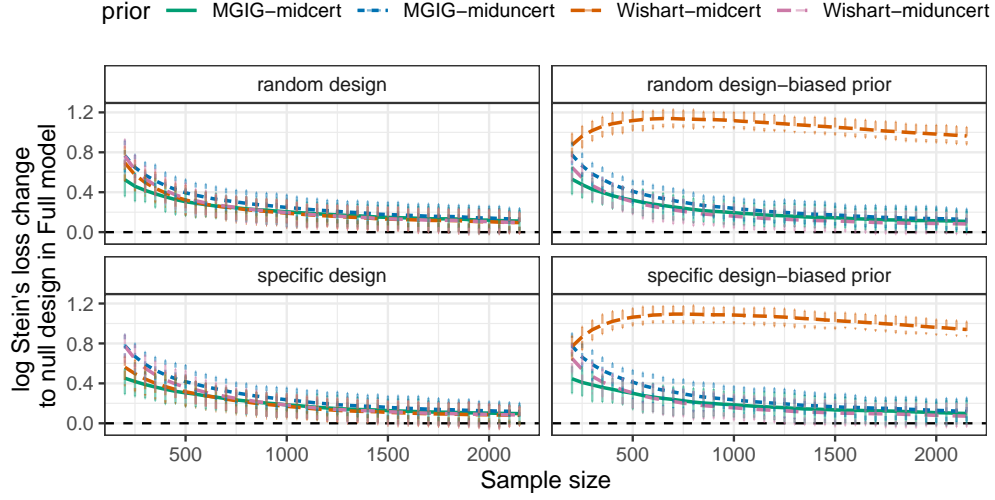 prior MGIG−midcert MGIG−miduncert Wishart−midcert Wishart−miduncert
random design random design−biased prior
1.2
0.8
0.4
0.0
specific design specific design−biased prior
1.2
0.8
0.4
0.0
500 1000 1500 2000 500 1000 1500 2000
Sample size
log Stein's loss change
to null design in Full model